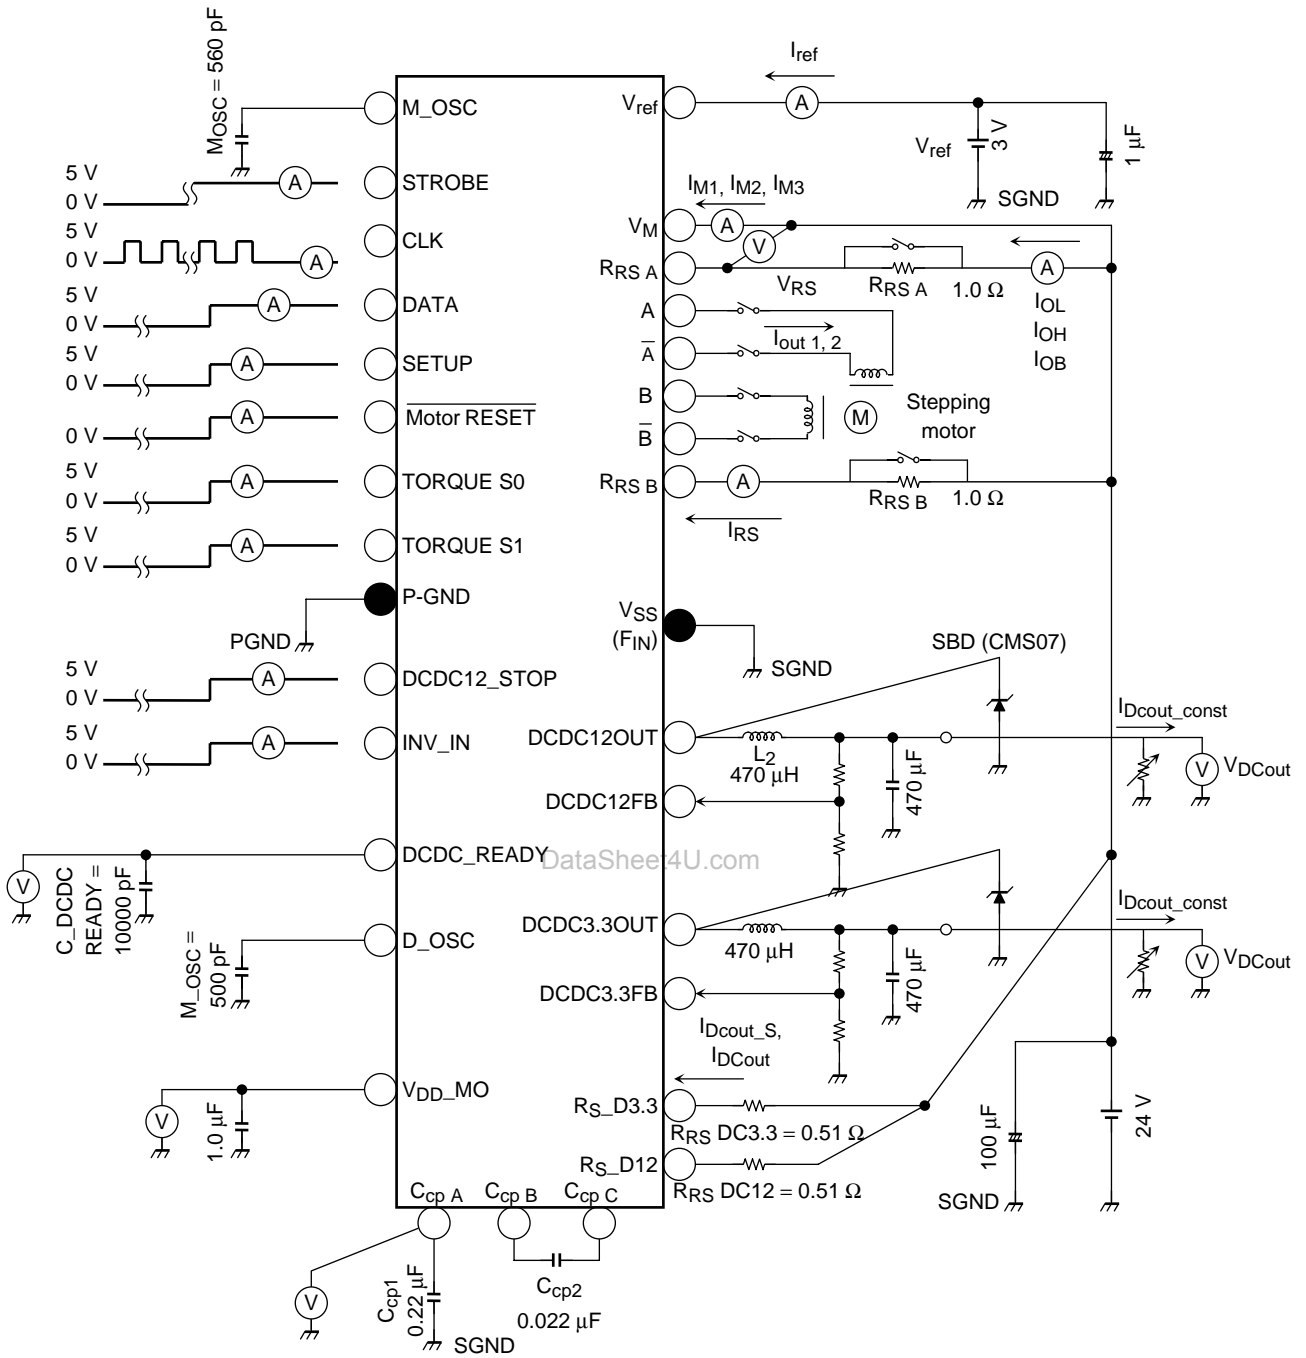 MOSC = 560 pF
M_OSC
5 V
0 V
A
STROBE
5 V
0 V
A
CLK
5 V
0 V
A
DATA
5 V
0 V
A
SETUP
0 V
A
Motor RESET
5 V
0 V
A
TORQUE S0
5 V
0 V
A
TORQUE S1
P-GND
PGND
5 V
0 V
A
DCDC12_STOP
5 V
0 V
A
INV_IN
DCDC_READY
V
C_DCDC
READY =
10000 pF
D_OSC
M_OSC =
500 pF
VDD_MO
V
1.0 μF
Ccp A
Ccp B
Ccp C
V
Ccp1
0.22 μF
SGND
Ccp2
0.022 μF
Iref
Vref
A
Vref
3 V
1 μF
SGND
IM1, IM2, IM3
VM
A
V
RRS A
VRS
RRS A
1.0 Ω
A
IOL
IOH
IOB
A
Iout 1, 2
A̅
B
B̅
M
Stepping
motor
RRS B
A
RRS B
1.0 Ω
IRS
VSS
(FIN)
SGND
SBD (CMS07)
DCDC12OUT
L2
470 μH
470 μF
IDcout_const
V
VDCout
DCDC12FB
DataSheet4U.com
DCDC3.3OUT
470 μH
470 μF
IDcout_const
V
VDCout
DCDC3.3FB
IDcout_S,
IDCout
RS_D3.3
RRS DC3.3 = 0.51 Ω
RS_D12
RRS DC12 = 0.51 Ω
100 μF
SGND
24 V